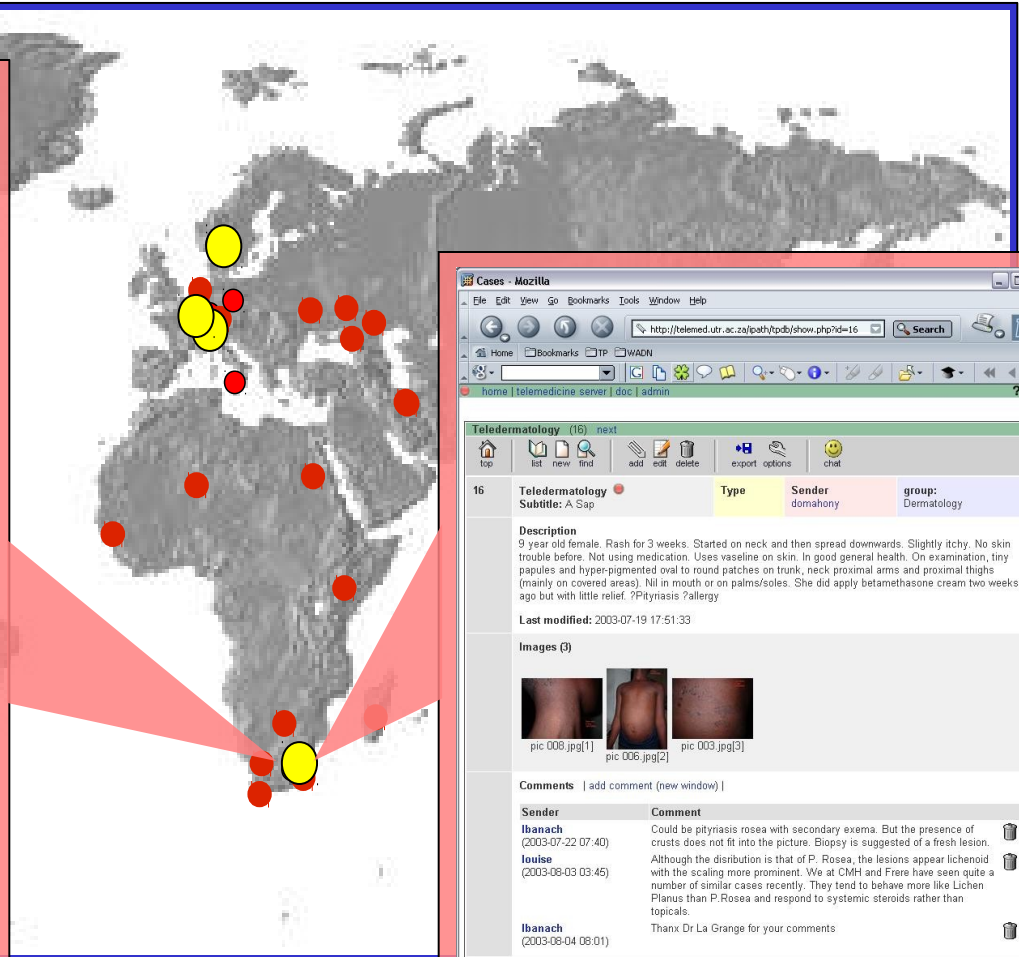 Cases - Mozilla
File Edit View Go Bookmarks Tools Window Help
http://telemed.utr.ac.za/ipath/tpdb/show.php?id=16 Search
Home Bookmarks TP WADN
home | telemedicine server | doc | admin
Teledermatology (16) next
top list new find add edit delete export options chat
16 Teledermatology Type Sender group:
Subtitle: A Sap domahony Dermatology
Description
9 year old female. Rash for 3 weeks. Started on neck and then spread downwards. Slightly itchy. No skin
trouble before. Not using medication. Uses vaseline on skin. In good general health. On examination, tiny
papules and hyper-pigmented oval to round patches on trunk, neck proximal arms and proximal thighs
(mainly on covered areas). Nil in mouth or on palms/soles. She did apply betamethasone cream two weeks
ago but with little relief. ?Pityriasis ?allergy
Last modified: 2003-07-19 17:51:33
Images (3)
pic 008.jpg[1] pic 006.jpg[2] pic 003.jpg[3]
Comments | add comment (new window) |
Sender Comment
lbanach Could be pityriasis rosea with secondary exema. But the presence of
(2003-07-22 07:40) crusts does not fit into the picture. Biopsy is suggested of a fresh lesion.
louise Although the disribution is that of P. Rosea, the lesions appear lichenoid
(2003-08-03 03:45) with the scaling more prominent. We at CMH and Frere have seen quite a
number of similar cases recently. They tend to behave more like Lichen
Planus than P.Rosea and respond to systemic steroids rather than
topicals.
lbanach Thanx Dr La Grange for your comments
(2003-08-04 08:01)